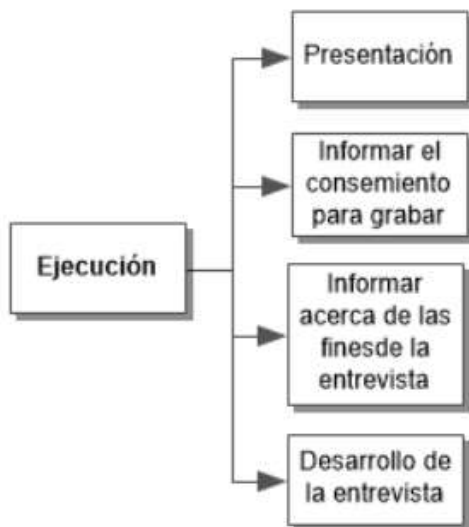 Presentación
Informar el
consemiento
para grabar
Ejecución
Informar
acerca de las
finesde la
entrevista
Desarrollo de
la entrevista